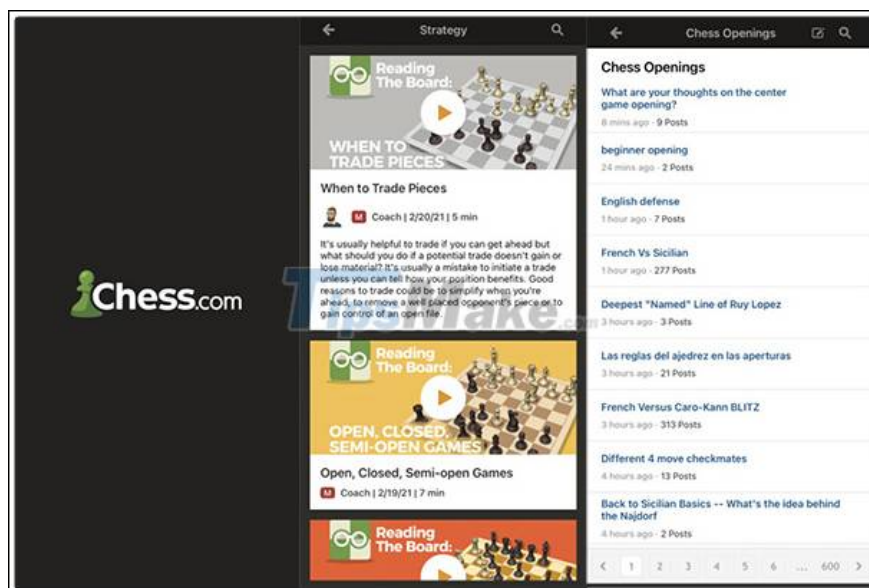 Chess.com
Strategy
Reading
The Board:
WHEN TO
TRADE PIECES
When to Trade Pieces
M Coach | 2/20/21 | 5 min
It's usually helpful to trade if you can get ahead but
what should you do if a potential trade doesn't gain or
lose material? It's usually a mistake to initiate a trade
unless you can tell how your position benefits. Good
reasons to trade could be to simplify when you're
ahead, to remove a well placed opponent's piece or to
gain control of an open file.
TipsMake.com
Reading
The Board:
OPEN, CLOSED,
SEMI-OPEN GAMES
Open, Closed, Semi-open Games
M Coach | 2/19/21 | 7 min
Reading
The Board:
Chess Openings
Chess Openings
What are your thoughts on the center
game opening?
8 mins ago - 9 Posts
beginner opening
24 mins ago - 2 Posts
English defense
1 hour ago - 7 Posts
French Vs Sicilian
1 hour ago - 277 Posts
Deepest "Named" Line of Ruy Lopez
3 hours ago - 3 Posts
Las reglas del ajedrez en las aperturas
3 hours ago - 21 Posts
French Versus Caro-Kann BLITZ
3 hours ago - 313 Posts
Different 4 move checkmates
4 hours ago - 13 Posts
Back to Sicilian Basics -- What's the idea behind
the Najdorf
4 hours ago - 2 Posts
< 1 2 3 4 5 6 ... 600 >